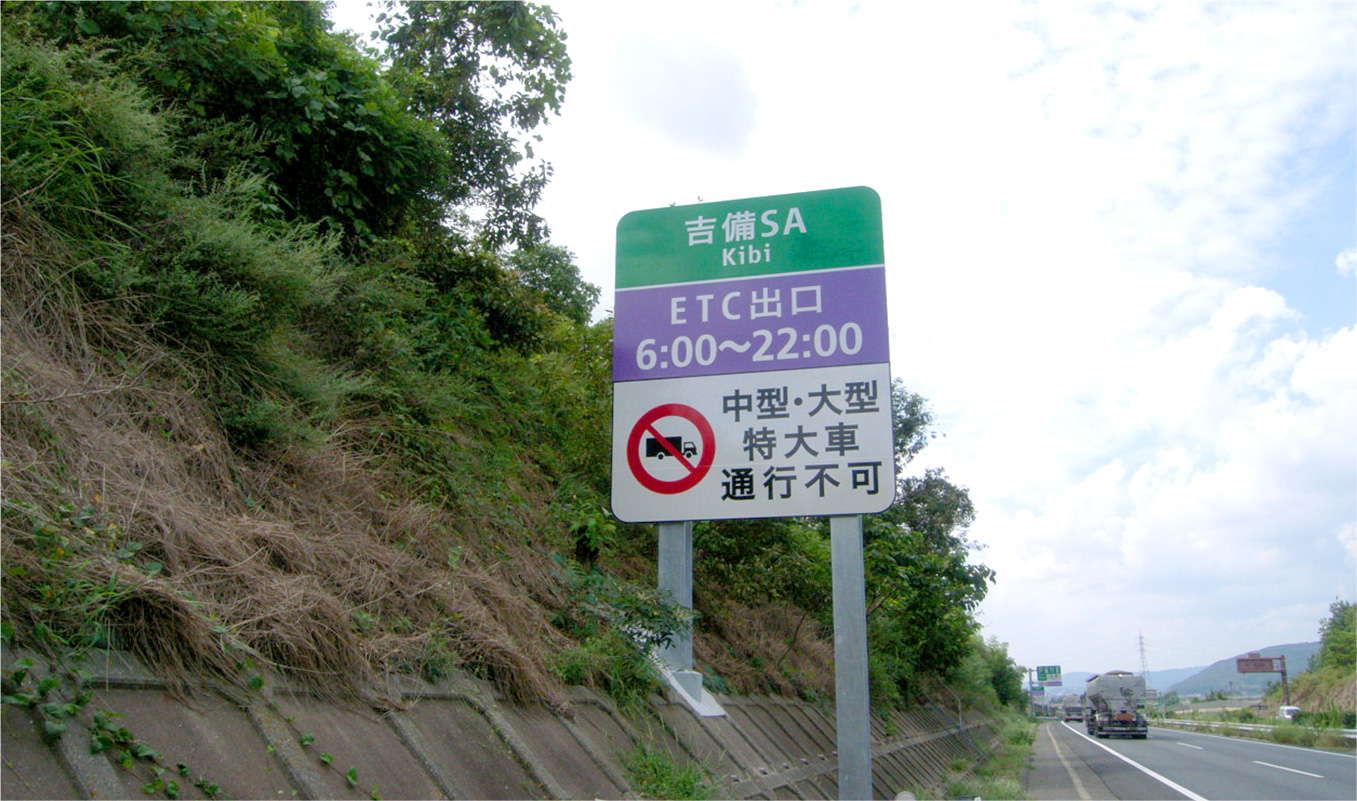 吉備SA
Kibi
ETC出口
6:00～22:00
中型・大型
特大車
通行不可